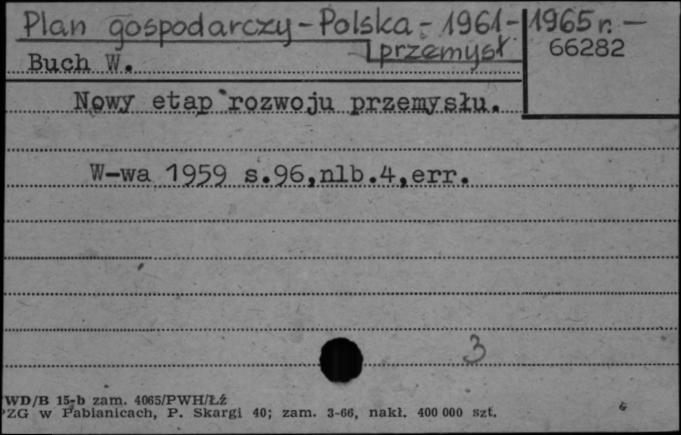 Plan gospodarczy - Polska - 1961-1965 r. -
przemysł 66282
Buch W.
Nowy etap rozwoju przemysłu.
W-wa 1959 s.96,nlb.4,err.
3
WD/B 15-b zam. 4065/PWH/Łź
PZG w Pabianicach, P. Skargi 40; zam. 3-66, nakł. 400 000 szt.